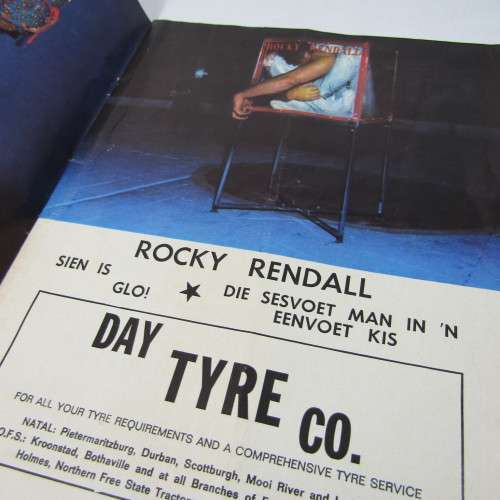 ROCKY RENDALL
ROCKY RENDALL
SIEN IS
GLO! ★ DIE SESVOET MAN IN 'N
EENVOET KIS
DAY
TYRE
CO.
FOR ALL YOUR TYRE REQUIREMENTS AND A COMPREHENSIVE TYRE SERVICE
NATAL: Pietermaritzburg, Durban, Scottburgh, Mooi River and
O.F.S.: Kroonstad, Bothaville and at all Branches of
Holmes, Northern Free State Tractor